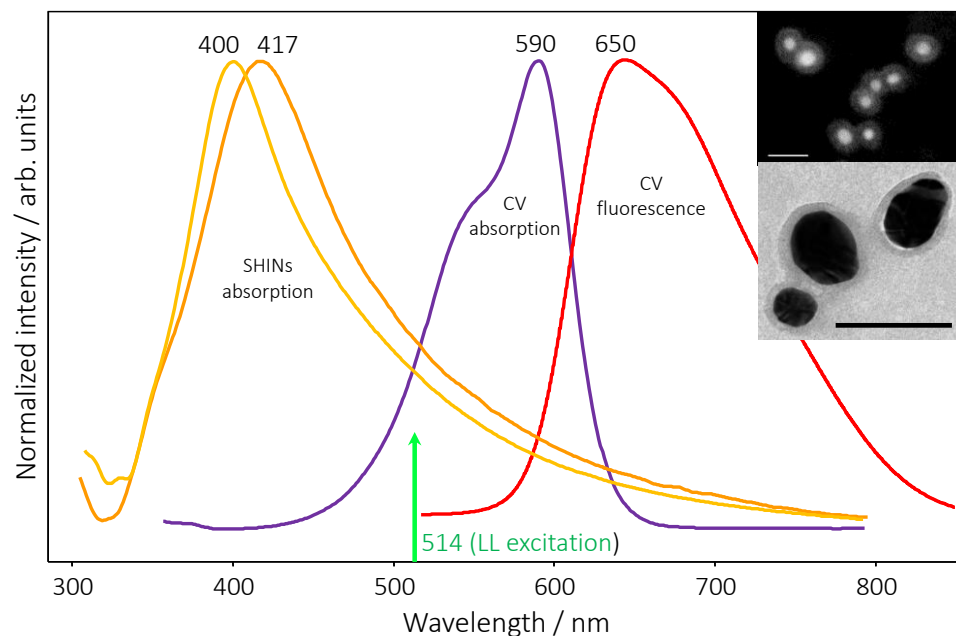 400 417 590 650
SHINs
absorption
CV
absorption
CV
fluorescence
514 (LL excitation)
Normalized intensity / arb. units
300 400 500 600 700 800
Wavelength / nm